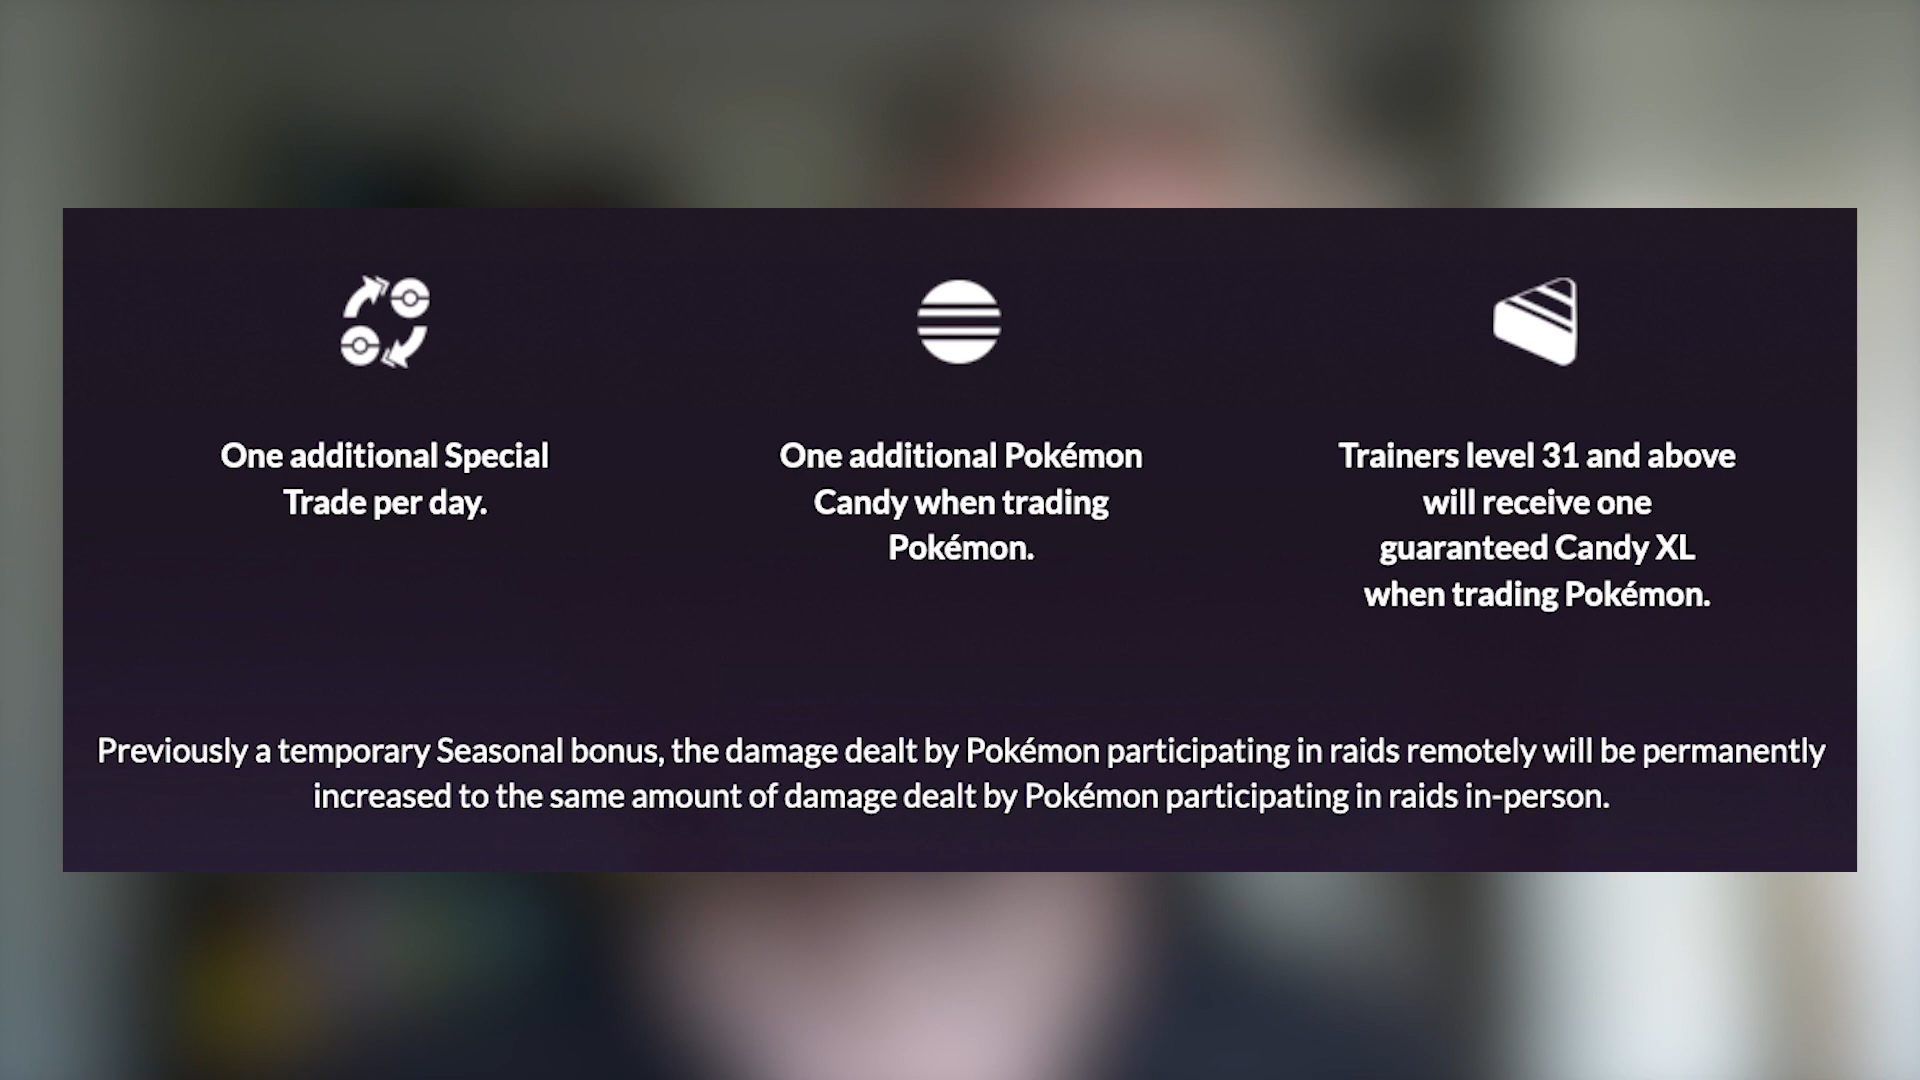 One additional Special
Trade per day.
One additional Pokémon
Candy when trading
Pokémon.
Trainers level 31 and above
will receive one
guaranteed Candy XL
when trading Pokémon.
Previously a temporary Seasonal bonus, the damage dealt by Pokémon participating in raids remotely will be permanently
increased to the same amount of damage dealt by Pokémon participating in raids in-person.